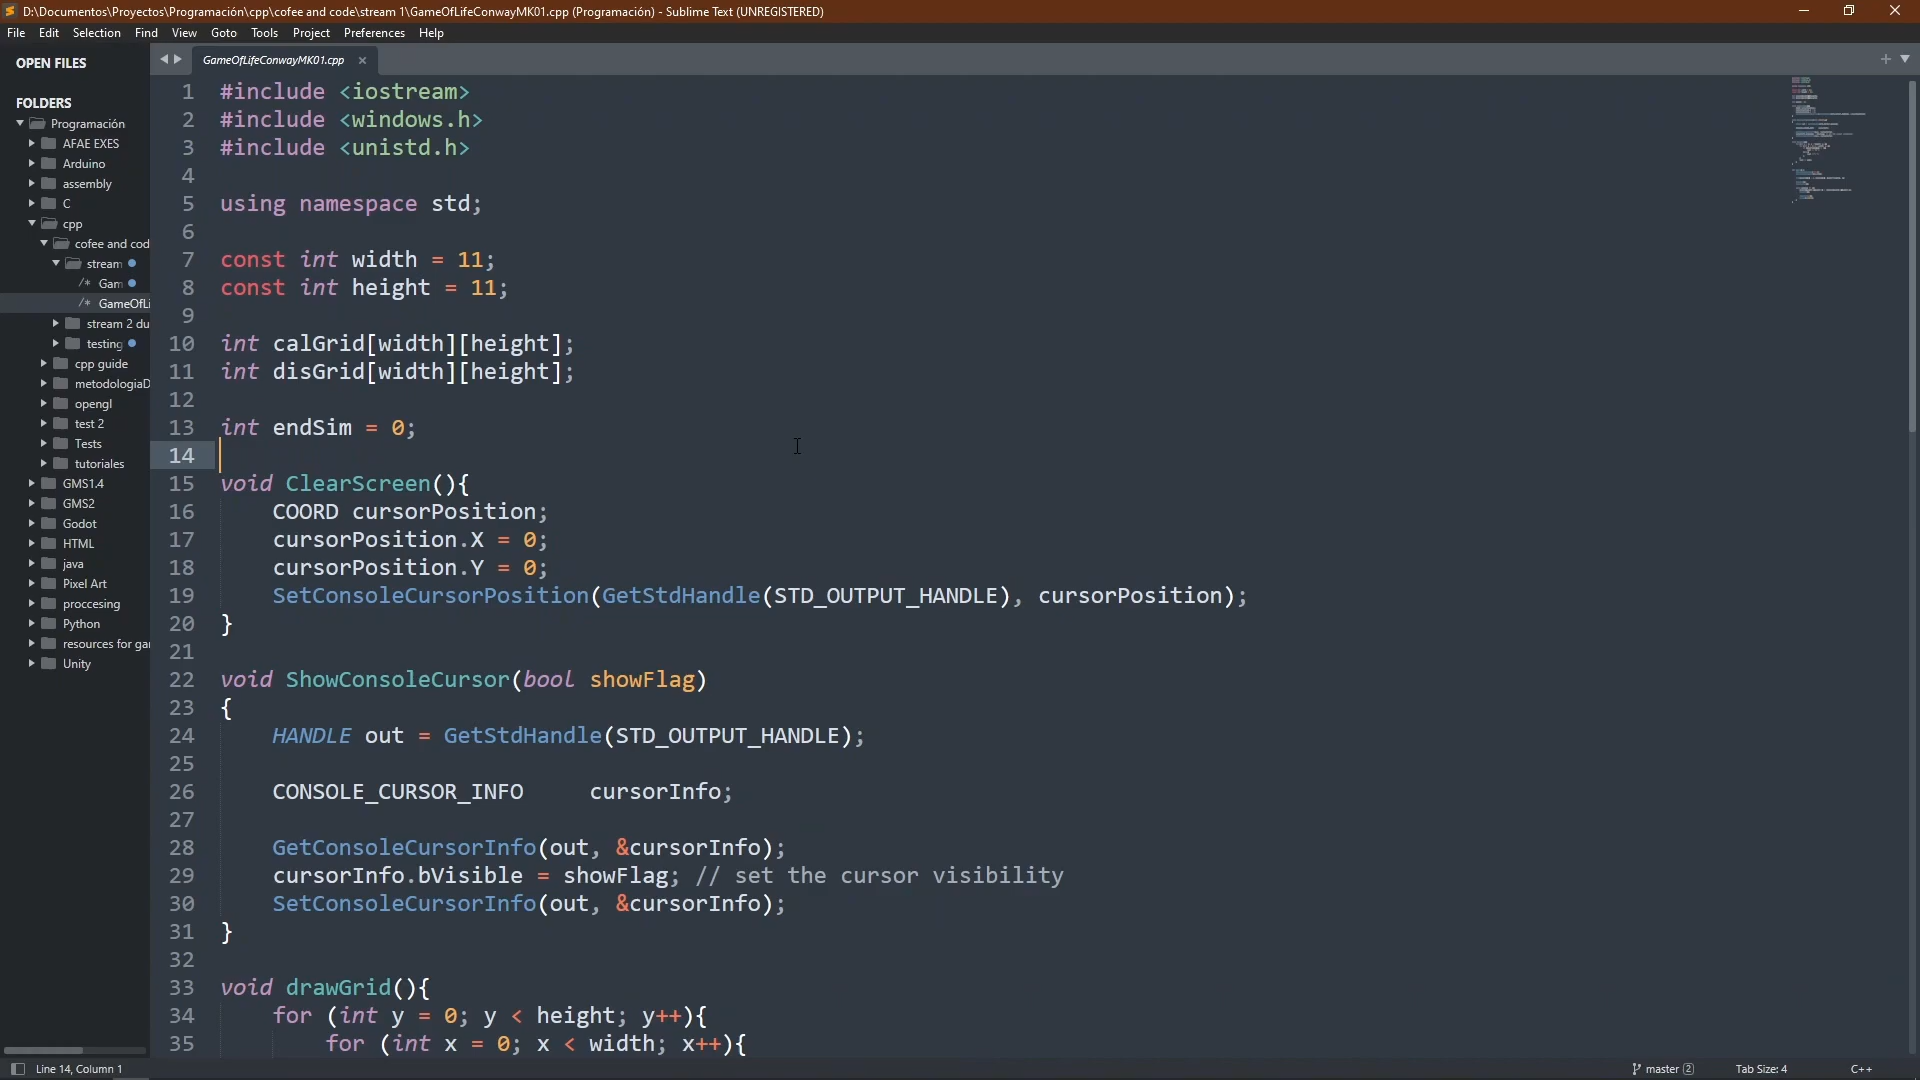 D:\Documentos\Proyectos\Programación\cpp\cofee and code\stream 1\GameOfLifeConwayMK01.cpp (Programación) - Sublime Text (UNREGISTERED)
File Edit Selection Find View Goto Tools Project Preferences Help
OPEN FILES
FOLDERS
Programación
AFAE EXES
Arduino
assembly
C
cpp
cofee and cod
stream
/* Gam
/* GameOfLi
stream 2 du
testing
cpp guide
metodologiaD
opengl
test 2
Tests
tutoriales
GMS1.4
GMS2
Godot
HTML
java
Pixel Art
proccesing
Python
resources for gar
Unity
GameOfLifeConwayMK01.cpp
1 #include <iostream>
2 #include <windows.h>
3 #include <unistd.h>
4
5 using namespace std;
6
7 const int width = 11;
8 const int height = 11;
9
10 int calGrid[width][height];
11 int disGrid[width][height];
12
13 int endSim = 0;
14
15 void ClearScreen(){
16 COORD cursorPosition;
17 cursorPosition.X = 0;
18 cursorPosition.Y = 0;
19 SetConsoleCursorPosition(GetStdHandle(STD_OUTPUT_HANDLE), cursorPosition);
20 }
21
22 void ShowConsoleCursor(bool showFlag)
23 {
24 HANDLE out = GetStdHandle(STD_OUTPUT_HANDLE);
25
26 CONSOLE_CURSOR_INFO cursorInfo;
27
28 GetConsoleCursorInfo(out, &cursorInfo);
29 cursorInfo.bVisible = showFlag; // set the cursor visibility
30 SetConsoleCursorInfo(out, &cursorInfo);
31 }
32
33 void drawGrid(){
34 for (int y = 0; y < height; y++){
35 for (int x = 0; x < width; x++){
Line 14, Column 1
master 2
Tab Size: 4
C++